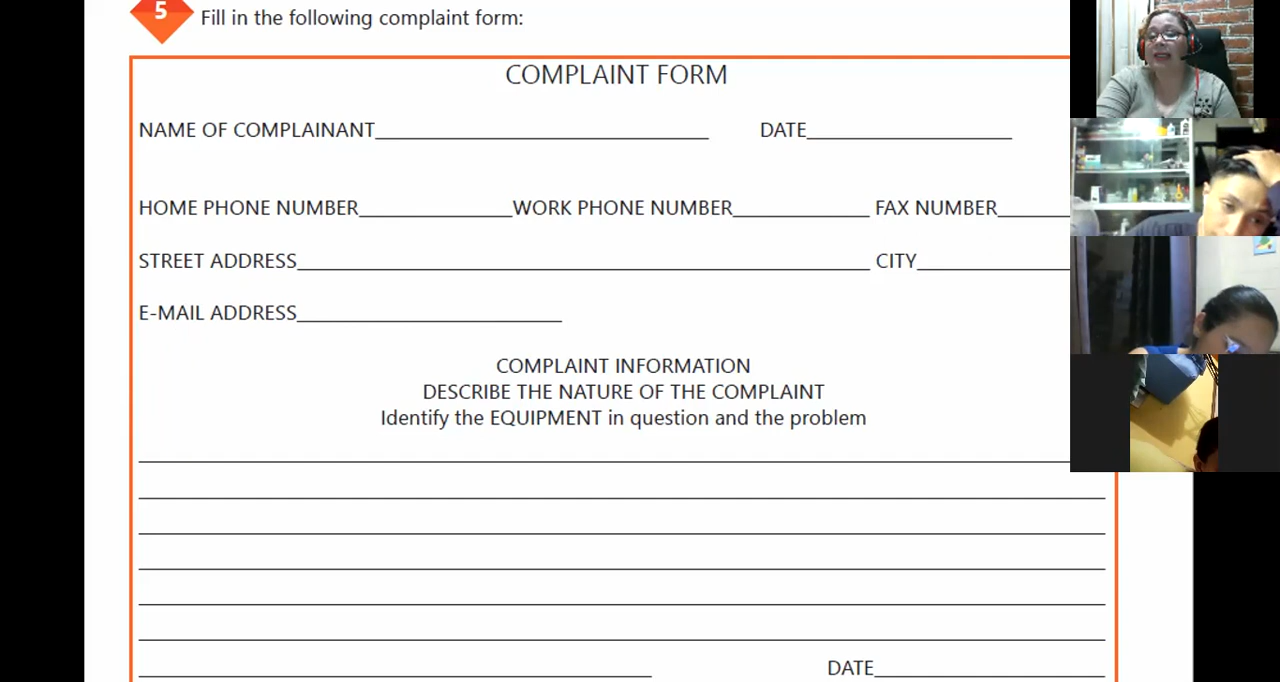 5 Fill in the following complaint form:
COMPLAINT FORM
NAME OF COMPLAINANT DATE
HOME PHONE NUMBER WORK PHONE NUMBER FAX NUMBER
STREET ADDRESS CITY
E-MAIL ADDRESS
COMPLAINT INFORMATION
DESCRIBE THE NATURE OF THE COMPLAINT
Identify the EQUIPMENT in question and the problem
DATE